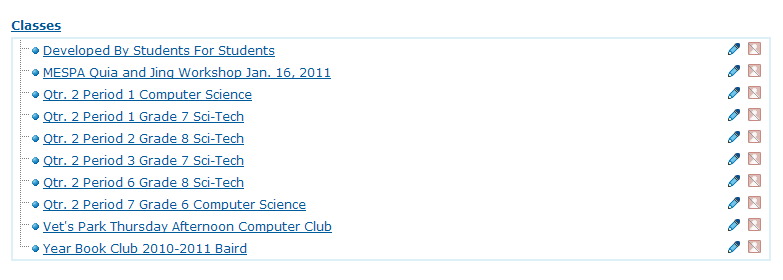 Classes
Developed By Students For Students
MESPA Quia and Jing Workshop Jan. 16, 2011
Qtr. 2 Period 1 Computer Science
Qtr. 2 Period 1 Grade 7 Sci-Tech
Qtr. 2 Period 2 Grade 8 Sci-Tech
Qtr. 2 Period 3 Grade 7 Sci-Tech
Qtr. 2 Period 6 Grade 8 Sci-Tech
Qtr. 2 Period 7 Grade 6 Computer Science
Vet's Park Thursday Afternoon Computer Club
Year Book Club 2010-2011 Baird